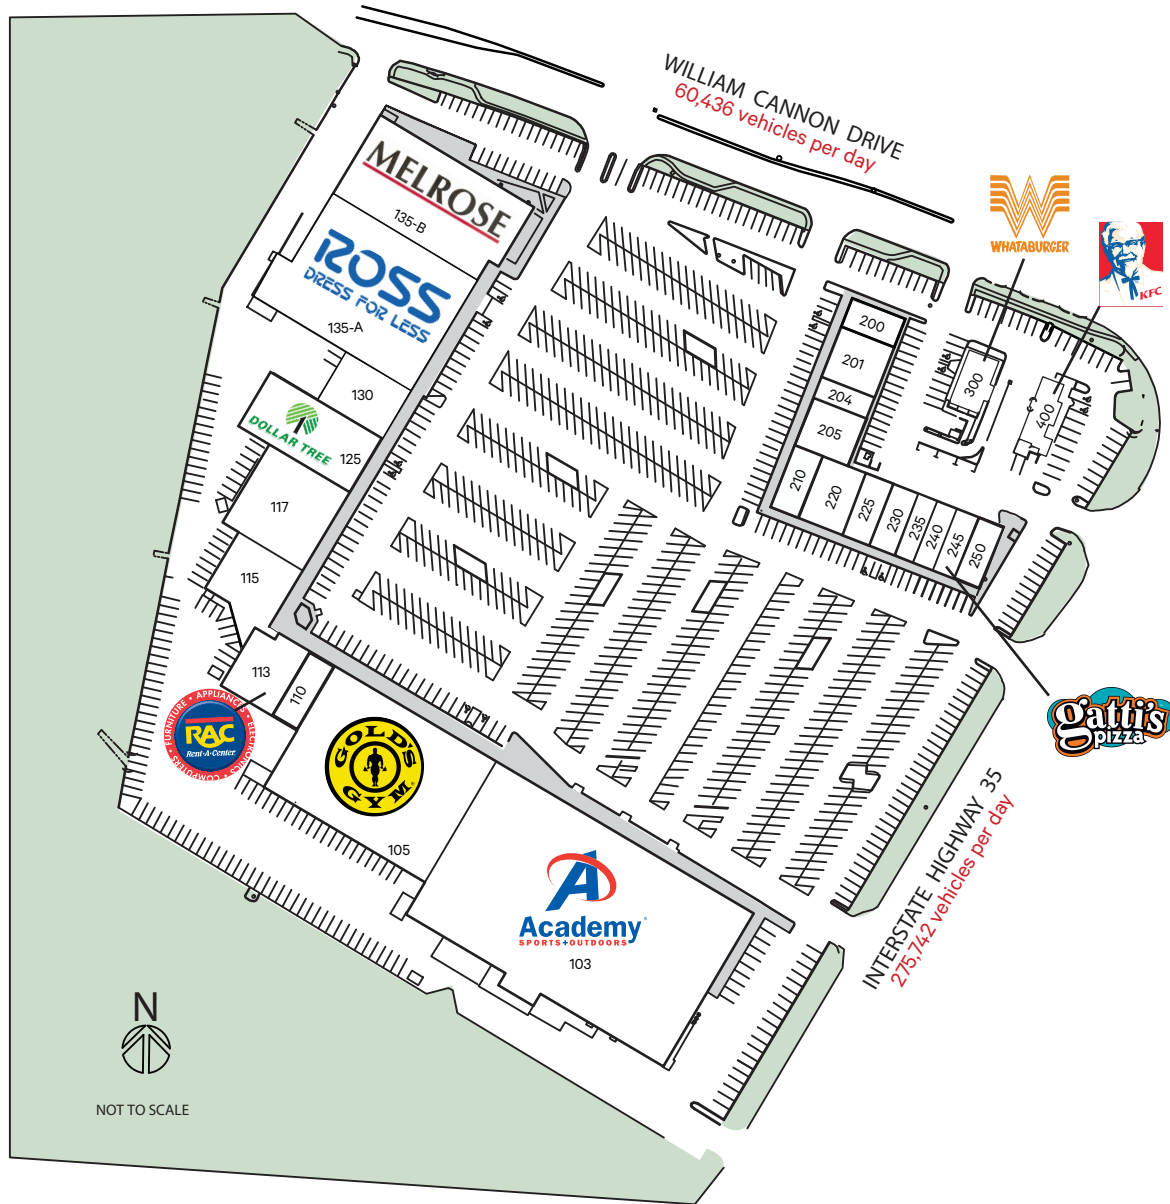 WILLIAM CANNON DRIVE
60,436 vehicles per day
WHATABURGER
KFC
MELROSE
135-B
ROSS
DRESS FOR LESS
135-A
130
DOLLAR TREE
125
117
115
113
110
FURNITURE • APPLIANCES • ELECTRONICS • COMPUTERS •
RAC
Rent-A-Center
GOLD'S
GYM
105
Academy
SPORTS+OUTDOORS
103
200
201
204
205
210
220
225
230
235
240
245
250
300
400
gatti's
pizza
INTERSTATE HIGHWAY 35
275,742 vehicles per day
N
NOT TO SCALE